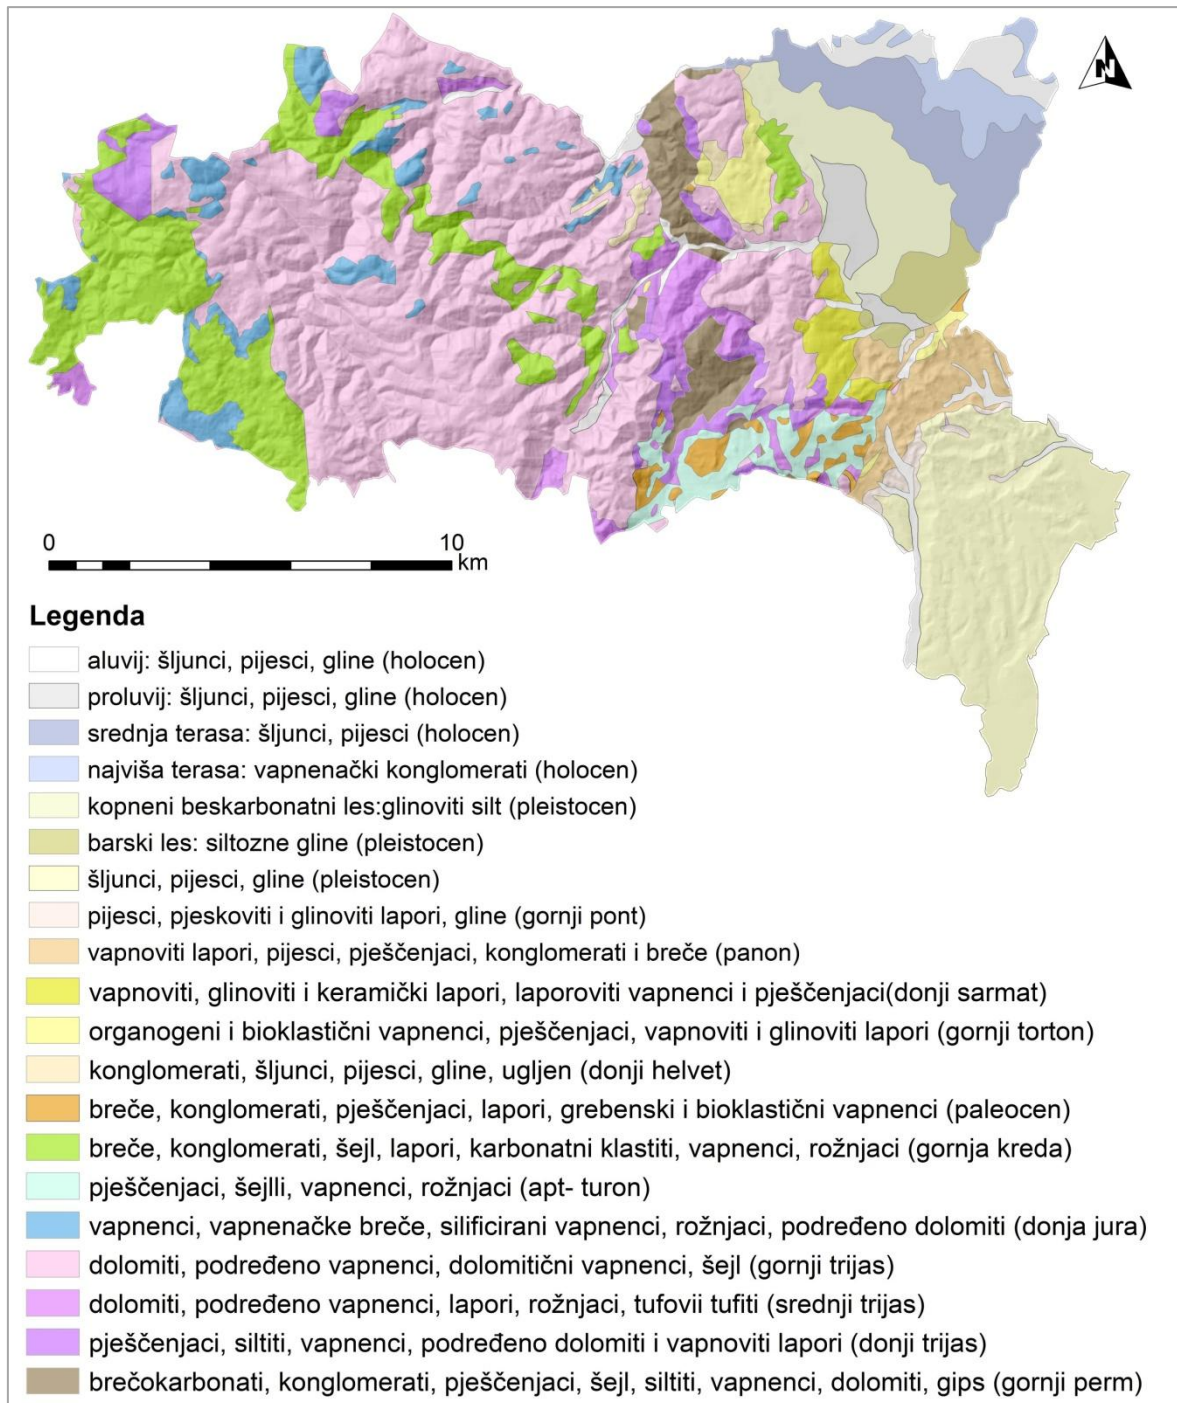 N
0 10
km
Legenda
aluvij: šljunci, pijesci, gline (holocen)
proluvij: šljunci, pijesci, gline (holocen)
srednja terasa: šljunci, pijesci (holocen)
najviša terasa: vapnenački konglomerati (holocen)
kopneni beskarbonatni les:glinoviti silt (pleistocen)
barski les: siltozne gline (pleistocen)
šljunci, pijesci, gline (pleistocen)
pijesci, pjeskoviti i glinoviti lapori, gline (gornji pont)
vapnoviti lapori, pijesci, pješčenjaci, konglomerati i breče (panon)
vapnoviti, glinoviti i keramički lapori, laporoviti vapnenci i pješčenjaci(donji sarmat)
organogeni i bioklastični vapnenci, pješčenjaci, vapnoviti i glinoviti lapori (gornji torton)
konglomerati, šljunci, pijesci, gline, ugljen (donji helvet)
breče, konglomerati, pješčenjaci, lapori, grebenski i bioklastični vapnenci (paleocen)
breče, konglomerati, šejl, lapori, karbonatni klastiti, vapnenci, rožnjaci (gornja kreda)
pješčenjaci, šejlli, vapnenci, rožnjaci (apt- turon)
vapnenci, vapnenačke breče, silificirani vapnenci, rožnjaci, podređeno dolomiti (donja jura)
dolomiti, podređeno vapnenci, dolomitični vapnenci, šejl (gornji trijas)
dolomiti, podređeno vapnenci, lapori, rožnjaci, tufovii tufiti (srednji trijas)
pješčenjaci, siltiti, vapnenci, podređeno dolomiti i vapnoviti lapori (donji trijas)
brečokarbonati, konglomerati, pješčenjaci, šejl, siltiti, vapnenci, dolomiti, gips (gornji perm)